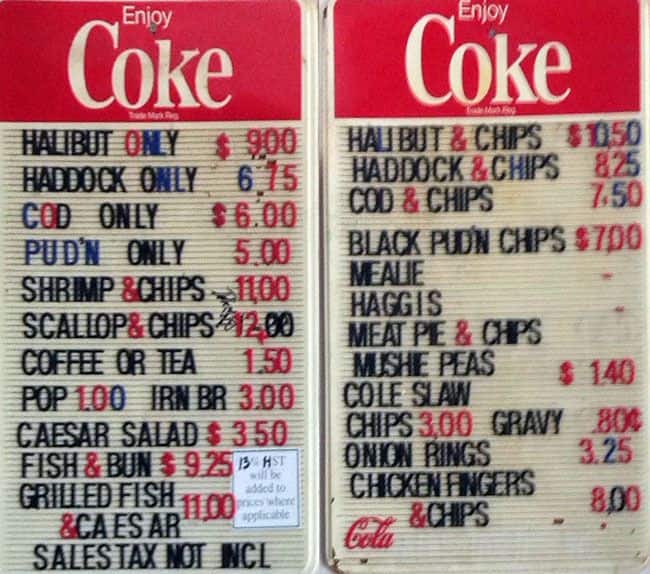 Enjoy
Coke
Trade Mark Reg.
HALIBUT ONLY $ 9.00
HADDOCK ONLY 6.75
COD ONLY $6.00
PUD'N ONLY 5.00
SHRIMP &CHIPS 11,00
SCALLOP& CHIPS 12.00
COFFEE OR TEA 1.50
POP 1.00 IRN BR 3.00
CAESAR SALAD $ 3 50
FISH & BUN $ 9.25
GRILLED FISH 11,00
&CAESAR
SALES TAX NOT INCL
13% HST
will be
added to
prices where
applicable
Enjoy
Coke
Trade Mark Reg.
HALIBUT & CHIPS $10.50
HADDOCK & CHIPS 8.25
COD & CHIPS 7.50
BLACK PUD'N CHIPS $7,00
MEALIE -
HAGGIS -
MEAT PIE & CHIPS
MUSHIE PEAS $ 1.40
COLE SLAW
CHIPS 3,00 GRAVY .80¢
ONION RINGS 3.25
CHICKEN FINGERS
&CHIPS 8,00
Cola